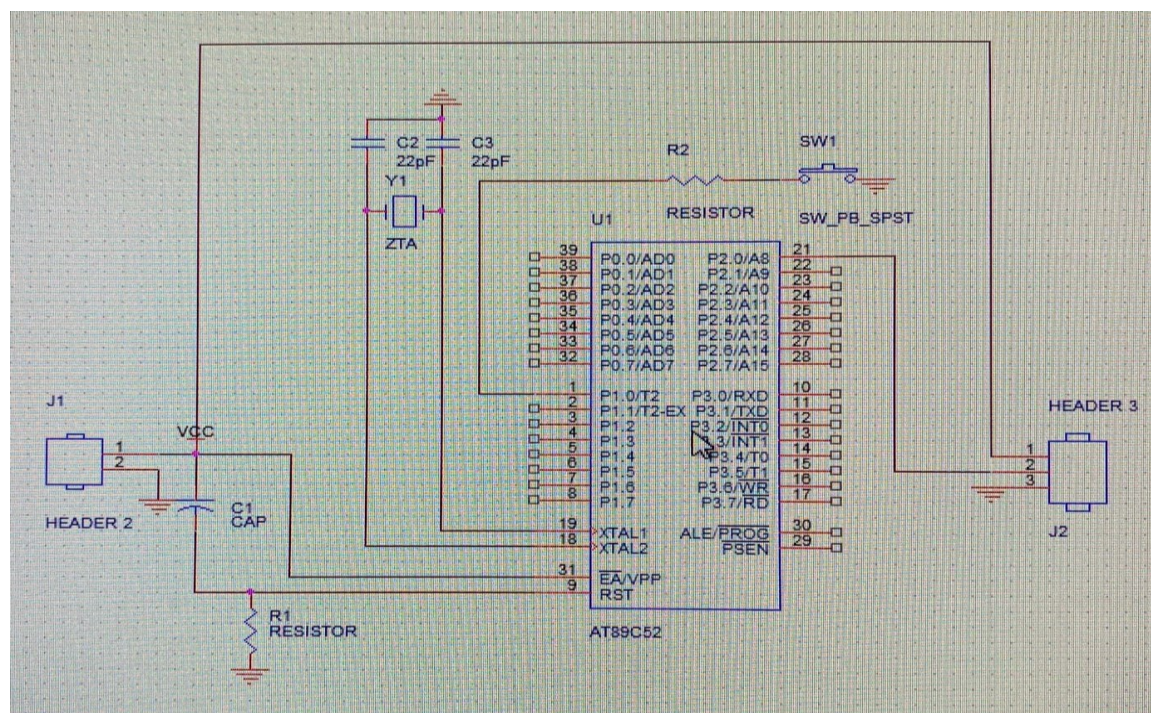 C2
22pF
C3
22pF
Y1
ZTA
R2
RESISTOR
SW1
SW_PB_SPST
U1
39 P0.0/AD0
38 P0.1/AD1
37 P0.2/AD2
36 P0.3/AD3
35 P0.4/AD4
34 P0.5/AD5
33 P0.6/AD6
32 P0.7/AD7
1 P1.0/T2
2 P1.1/T2-EX
3 P1.2
4 P1.3
5 P1.4
6 P1.5
7 P1.6
8 P1.7
19 XTAL1
18 XTAL2
31 EA/VPP
9 RST
P2.0/A8 21
P2.1/A9 22
P2.2/A10 23
P2.3/A11 24
P2.4/A12 25
P2.5/A13 26
P2.6/A14 27
P2.7/A15 28
P3.0/RXD 10
P3.1/TXD 11
P3.2/INT0 12
.3/INT1 13
P3.4/T0 14
P3.5/T1 15
P3.6/WR 16
P3.7/RD 17
ALE/PROG 30
PSEN 29
AT89C52
J1
1
2
HEADER 2
VCC
C1
CAP
R1
RESISTOR
HEADER 3
1
2
3
J2